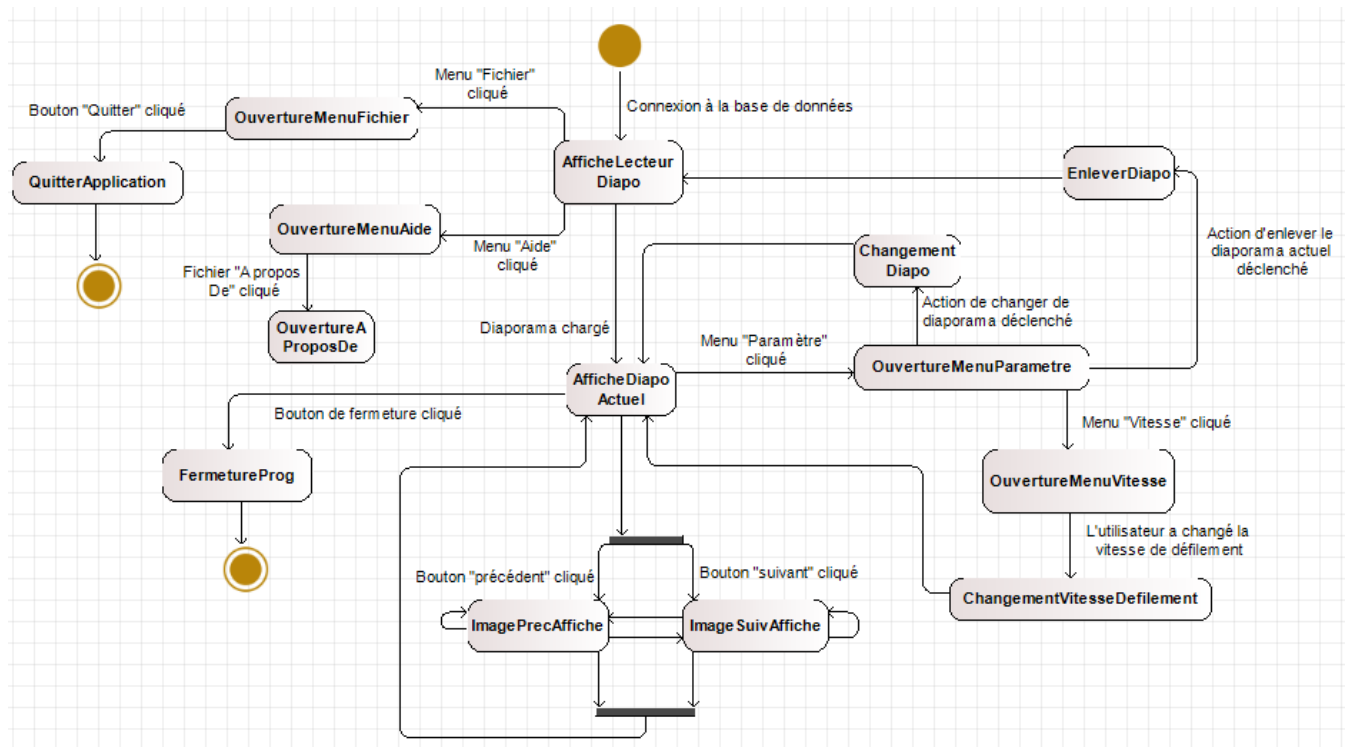 Menu "Fichier"
cliqué
Bouton "Quitter" cliqué
OuvertureMenuFichier
Connexion à la base de données
QuitterApplication
AfficheLecteur
Diapo
EnleverDiapo
OuvertureMenuAide
Menu "Aide"
cliqué
Fichier "A propos
De" cliqué
Changement
Diapo
Action d'enlever le
diaporama actuel
déclenché
OuvertureA
ProposDe
Diaporama chargé
Action de changer de
diaporama déclenché
Menu "Paramètre"
cliqué
OuvertureMenuParametre
AfficheDiapo
Actuel
Bouton de fermeture cliqué
Menu "Vitesse" cliqué
FermetureProg
OuvertureMenuVitesse
L'utilisateur a changé la
vitesse de défilement
Bouton "précédent" cliqué
Bouton "suivant" cliqué
ChangementVitesseDefilement
ImagePrecAffiche
ImageSuivAffiche